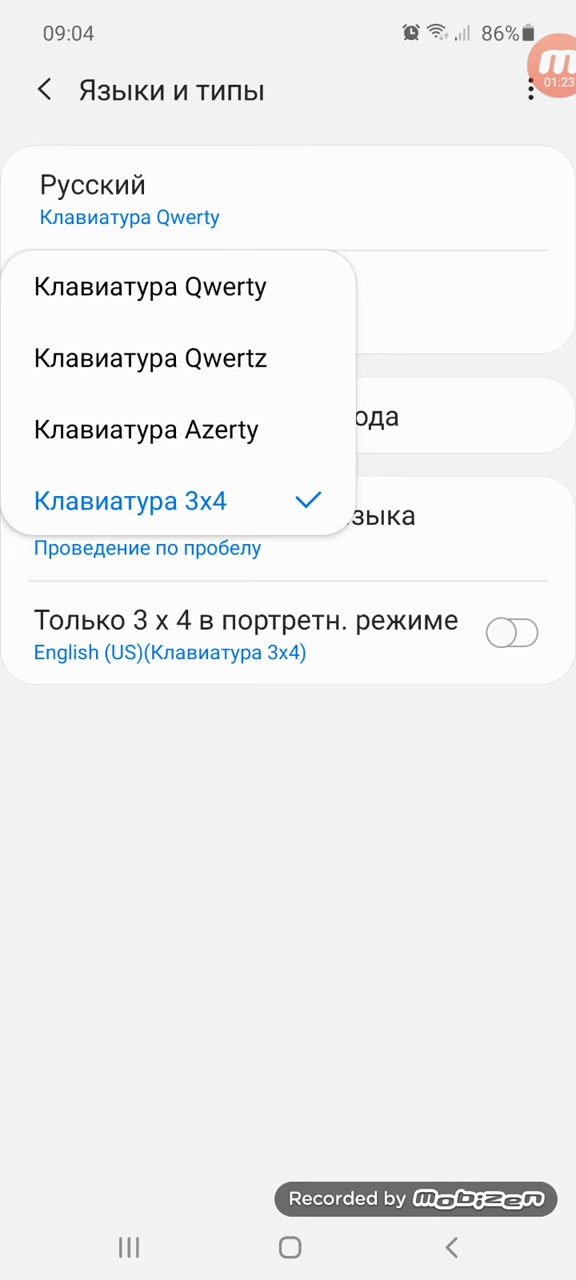 09:04
86%
Языки и типы
01:23
Русский
Клавиатура Qwerty
Клавиатура Qwerty
Клавиатура Qwertz
Клавиатура Azerty
ода
Клавиатура 3x4
зыка
Проведение по пробелу
Только 3 x 4 в портретн. режиме
English (US)(Клавиатура 3x4)
Recorded by mobizen